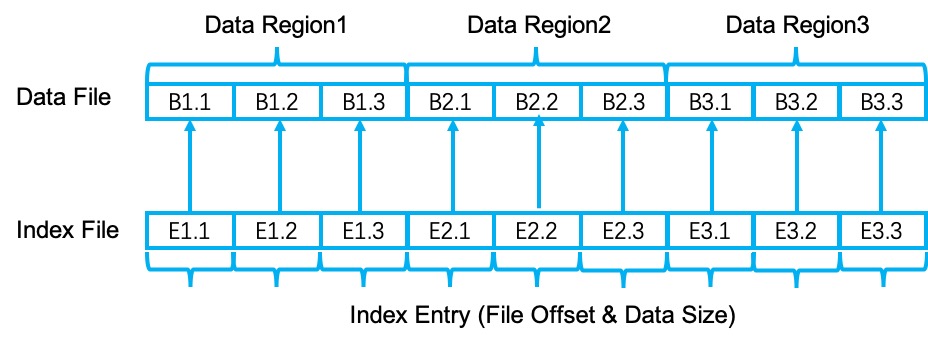 Data Region1 Data Region2 Data Region3
Data File B1.1 B1.2 B1.3 B2.1 B2.2 B2.3 B3.1 B3.2 B3.3
Index File E1.1 E1.2 E1.3 E2.1 E2.2 E2.3 E3.1 E3.2 E3.3
Index Entry (File Offset & Data Size)